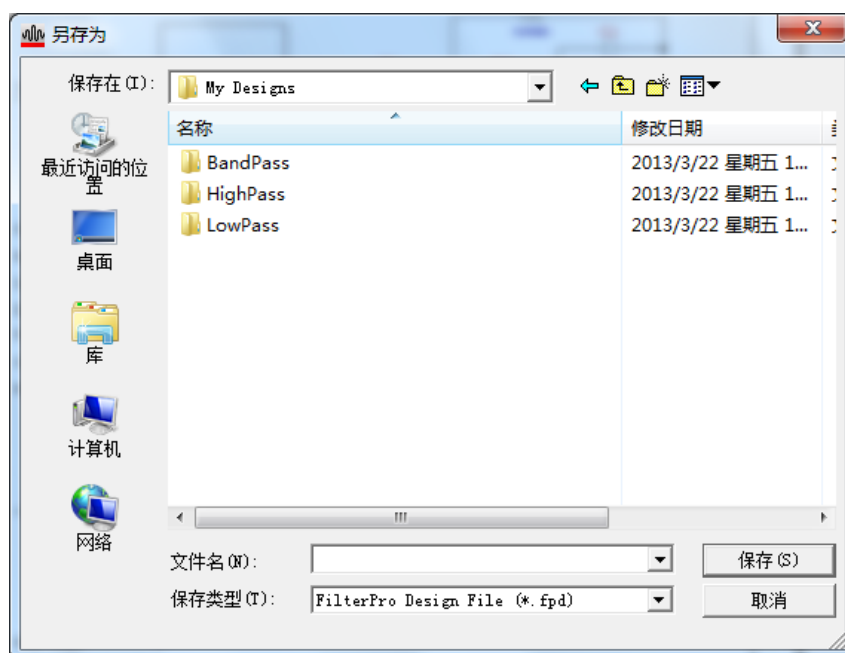 另存为
保存在(I):
My Designs
名称
修改日期
BandPass
2013/3/22 星期五 1...
HighPass
2013/3/22 星期五 1...
LowPass
2013/3/22 星期五 1...
最近访问的位
置
桌面
库
计算机
网络
文件名(N):
保存(S)
保存类型(T):
FilterPro Design File (*.fpd)
取消